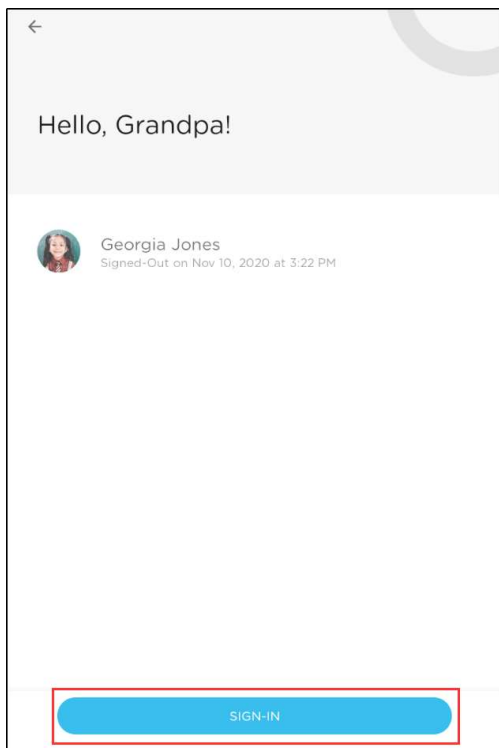 Hello, Grandpa!
Georgia Jones
Signed-Out on Nov 10, 2020 at 3:22 PM
SIGN-IN